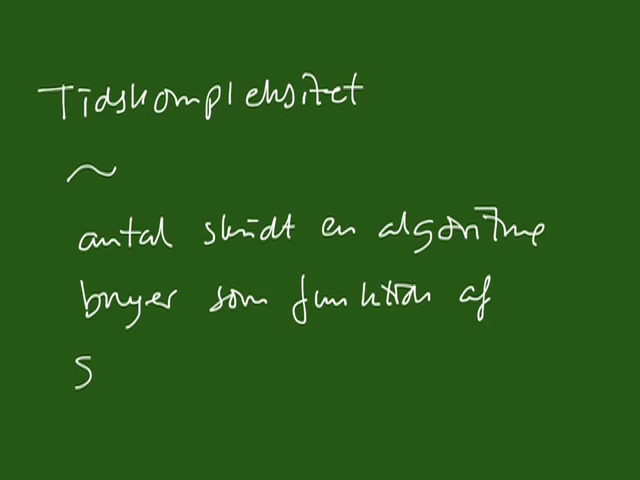 Tidskompleksitet
~
antal skridt en algoritme
bruger som funktion af
s